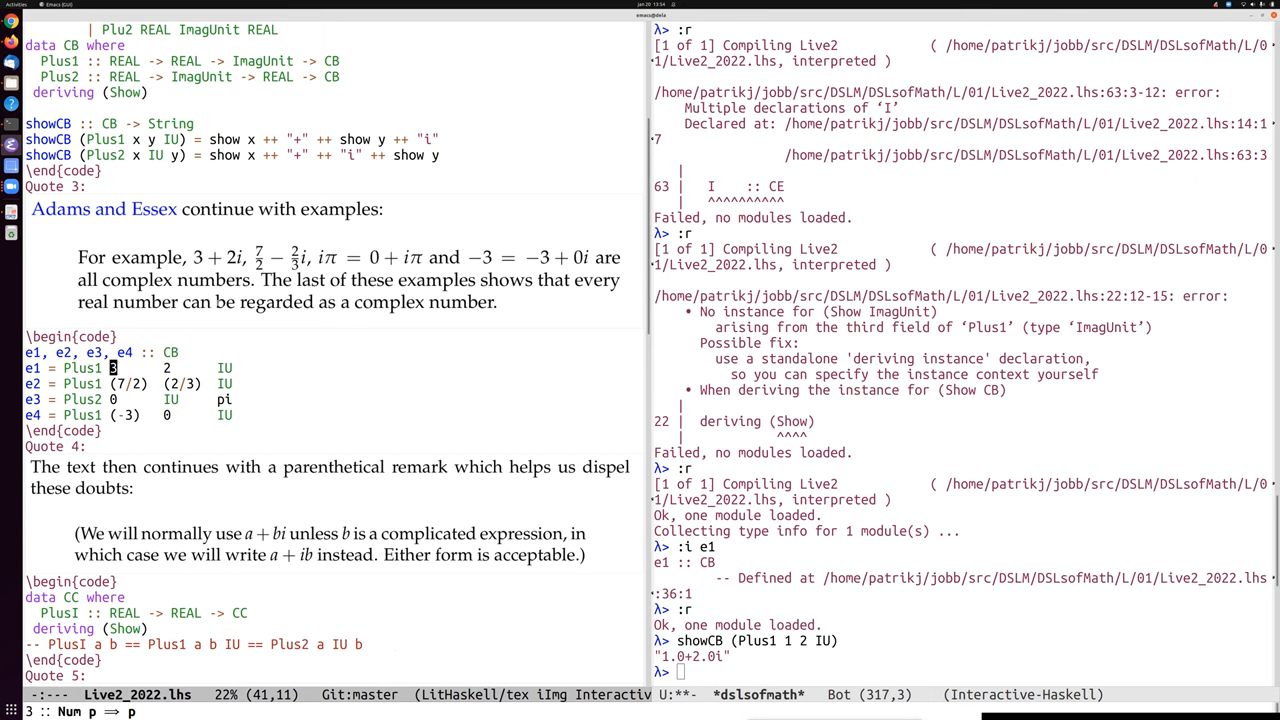 Activities
Emacs (GUI)
jan 20 13:54
emacs@dela
| Plu2 REAL ImagUnit REAL
data CB where
Plus1 :: REAL -> REAL -> ImagUnit -> CB
Plus2 :: REAL -> ImagUnit -> REAL -> CB
deriving (Show)
showCB :: CB -> String
showCB (Plus1 x y IU) = show x ++ "+" ++ show y ++ "i"
showCB (Plus2 x IU y) = show x ++ "+" ++ "i" ++ show y
\end{code}
Quote 3:
Adams and Essex continue with examples:
For example, 3 + 2i, 7/2 − 2/3i, iπ = 0 + iπ and −3 = −3 + 0i are
all complex numbers. The last of these examples shows that every
real number can be regarded as a complex number.
\begin{code}
e1, e2, e3, e4 :: CB
e1 = Plus1 3 2 IU
e2 = Plus1 (7/2) (2/3) IU
e3 = Plus2 0 IU pi
e4 = Plus1 (-3) 0 IU
\end{code}
Quote 4:
The text then continues with a parenthetical remark which helps us dispel
these doubts:
(We will normally use a + bi unless b is a complicated expression, in
which case we will write a + ib instead. Either form is acceptable.)
\begin{code}
data CC where
PlusI :: REAL -> REAL -> CC
deriving (Show)
-- PlusI a b == Plus1 a b IU == Plus2 a IU b
\end{code}
Quote 5:
-:--- Live2_2022.lhs 22% (41,11) Git:master (LitHaskell/tex iImg Interactiv
3 :: Num p => p
λ> :r
[1 of 1] Compiling Live2 ( /home/patrikj/jobb/src/DSLM/DSLsofMath/L/0
1/Live2_2022.lhs, interpreted )
/home/patrikj/jobb/src/DSLM/DSLsofMath/L/01/Live2_2022.lhs:63:3-12: error:
Multiple declarations of ‘I’
Declared at: /home/patrikj/jobb/src/DSLM/DSLsofMath/L/01/Live2_2022.lhs:14:1
7
/home/patrikj/jobb/src/DSLM/DSLsofMath/L/01/Live2_2022.lhs:63:3
|
63 | I :: CE
| ^^^^^^^^^^
Failed, no modules loaded.
λ> :r
[1 of 1] Compiling Live2 ( /home/patrikj/jobb/src/DSLM/DSLsofMath/L/0
1/Live2_2022.lhs, interpreted )
/home/patrikj/jobb/src/DSLM/DSLsofMath/L/01/Live2_2022.lhs:22:12-15: error:
• No instance for (Show ImagUnit)
arising from the third field of ‘Plus1’ (type ‘ImagUnit’)
Possible fix:
use a standalone 'deriving instance' declaration,
so you can specify the instance context yourself
• When deriving the instance for (Show CB)
|
22 | deriving (Show)
| ^^^^
Failed, no modules loaded.
λ> :r
[1 of 1] Compiling Live2 ( /home/patrikj/jobb/src/DSLM/DSLsofMath/L/0
1/Live2_2022.lhs, interpreted )
Ok, one module loaded.
Collecting type info for 1 module(s) ...
λ> :i e1
e1 :: CB
-- Defined at /home/patrikj/jobb/src/DSLM/DSLsofMath/L/01/Live2_2022.lhs
:36:1
λ> :r
Ok, one module loaded.
λ> showCB (Plus1 1 2 IU)
"1.0+2.0i"
λ>
U:**- *dslsofmath* Bot (317,3) (Interactive-Haskell)